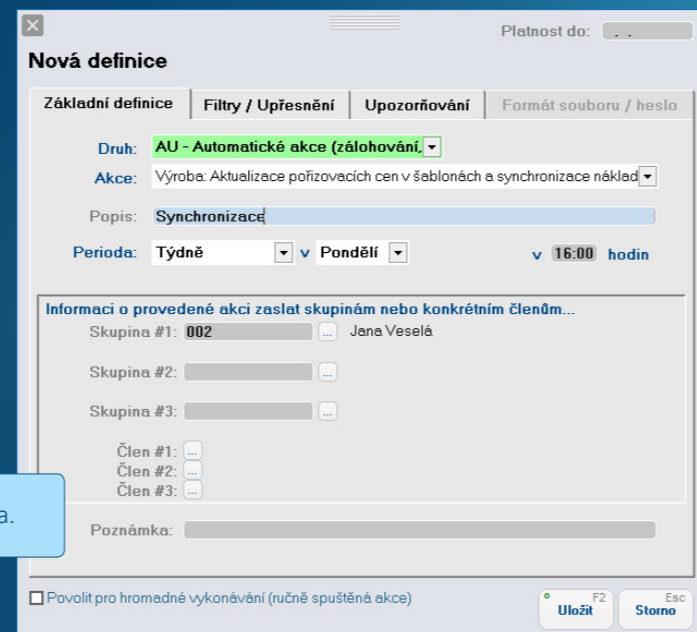 Platnost do: . .
Nová definice
Základní definice Filtry / Upřesnění Upozorňování Formát souboru / heslo
Druh: AU - Automatické akce (zálohování,
Akce: Výroba: Aktualizace pořizovacích cen v šablonách a synchronizace náklad
Popis: Synchronizace
Perioda: Týdně v Pondělí v 16:00 hodin
Informaci o provedené akci zaslat skupinám nebo konkrétním členům...
Skupina #1: 002 ... Jana Veselá
Skupina #2: ...
Skupina #3: ...
Člen #1: ...
Člen #2: ...
Člen #3: ...
a.
Poznámka:
Povolit pro hromadné vykonávání (ručně spuštěná akce)
F2 Esc
Uložit Storno